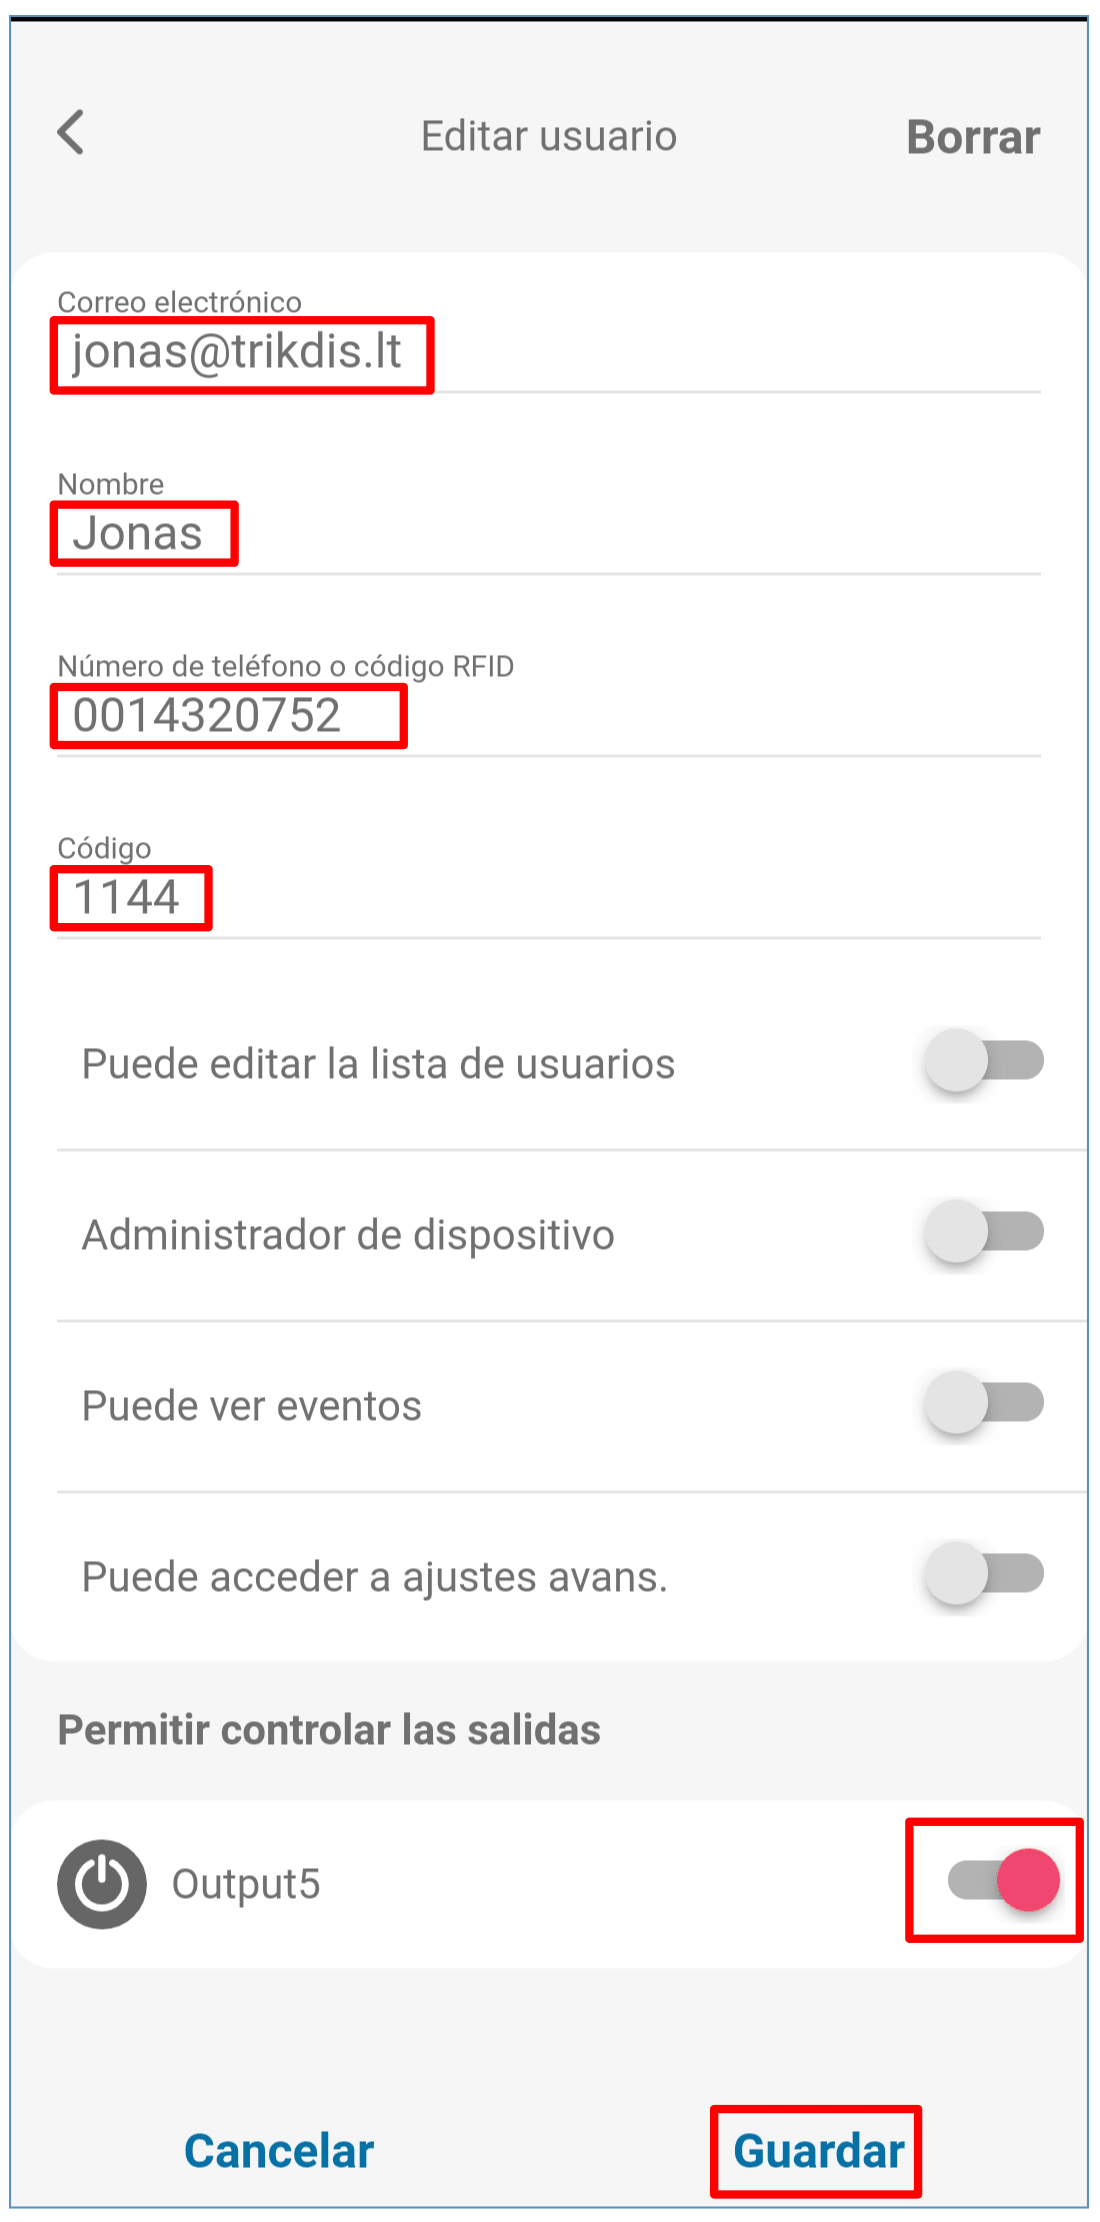 Editar usuario
Borrar
Correo electrónico
jonas@trikdis.lt
Nombre
Jonas
Número de teléfono o código RFID
0014320752
Código
1144
Puede editar la lista de usuarios
Administrador de dispositivo
Puede ver eventos
Puede acceder a ajustes avans.
Permitir controlar las salidas
Output5
Cancelar
Guardar